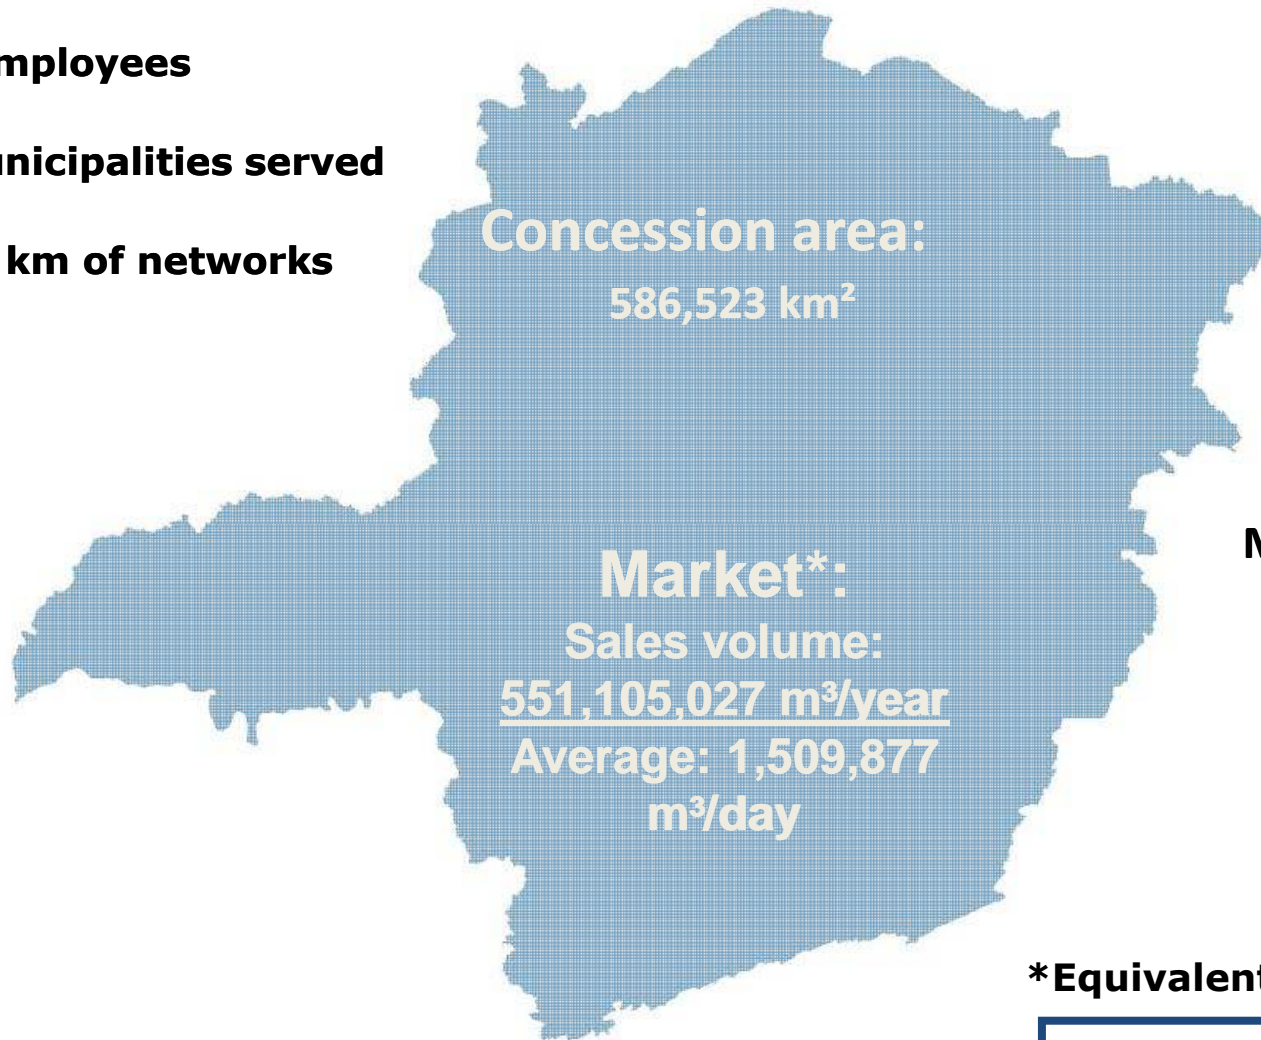 mployees
unicipalities served
km of networks
Concession area:
586,523 km²
Market*:
Sales volume:
551,105,027 m³/year
Average: 1,509,877
m³/day
*Equivalent